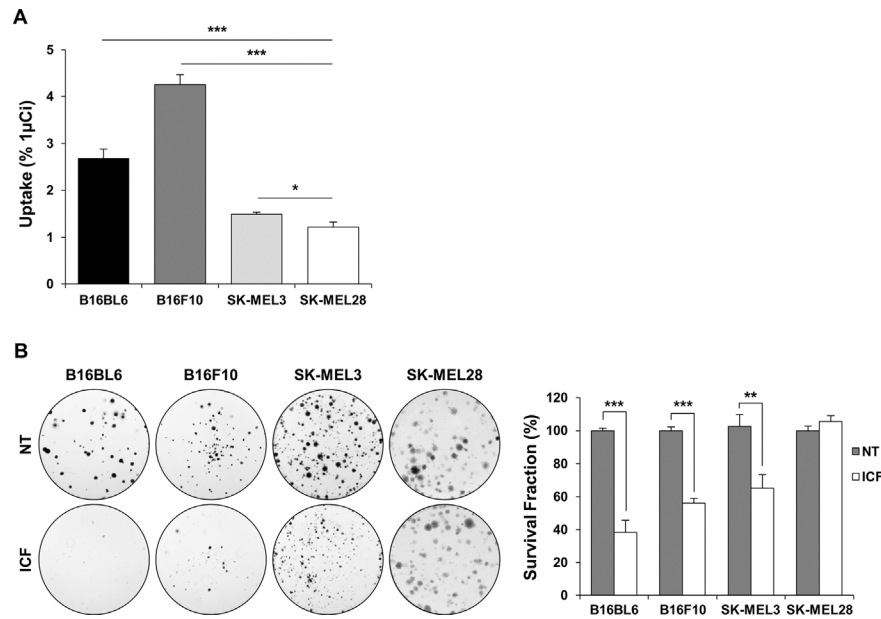 A
***
***
*
Uptake (% 1μCi)
5
4
3
2
1
0
B16BL6 B16F10 SK-MEL3 SK-MEL28
B
B16BL6 B16F10 SK-MEL3 SK-MEL28
NT
ICF
Survival Fraction (%)
120
100
80
60
40
20
0
*** *** **
NT
ICF
B16BL6 B16F10 SK-MEL3 SK-MEL28